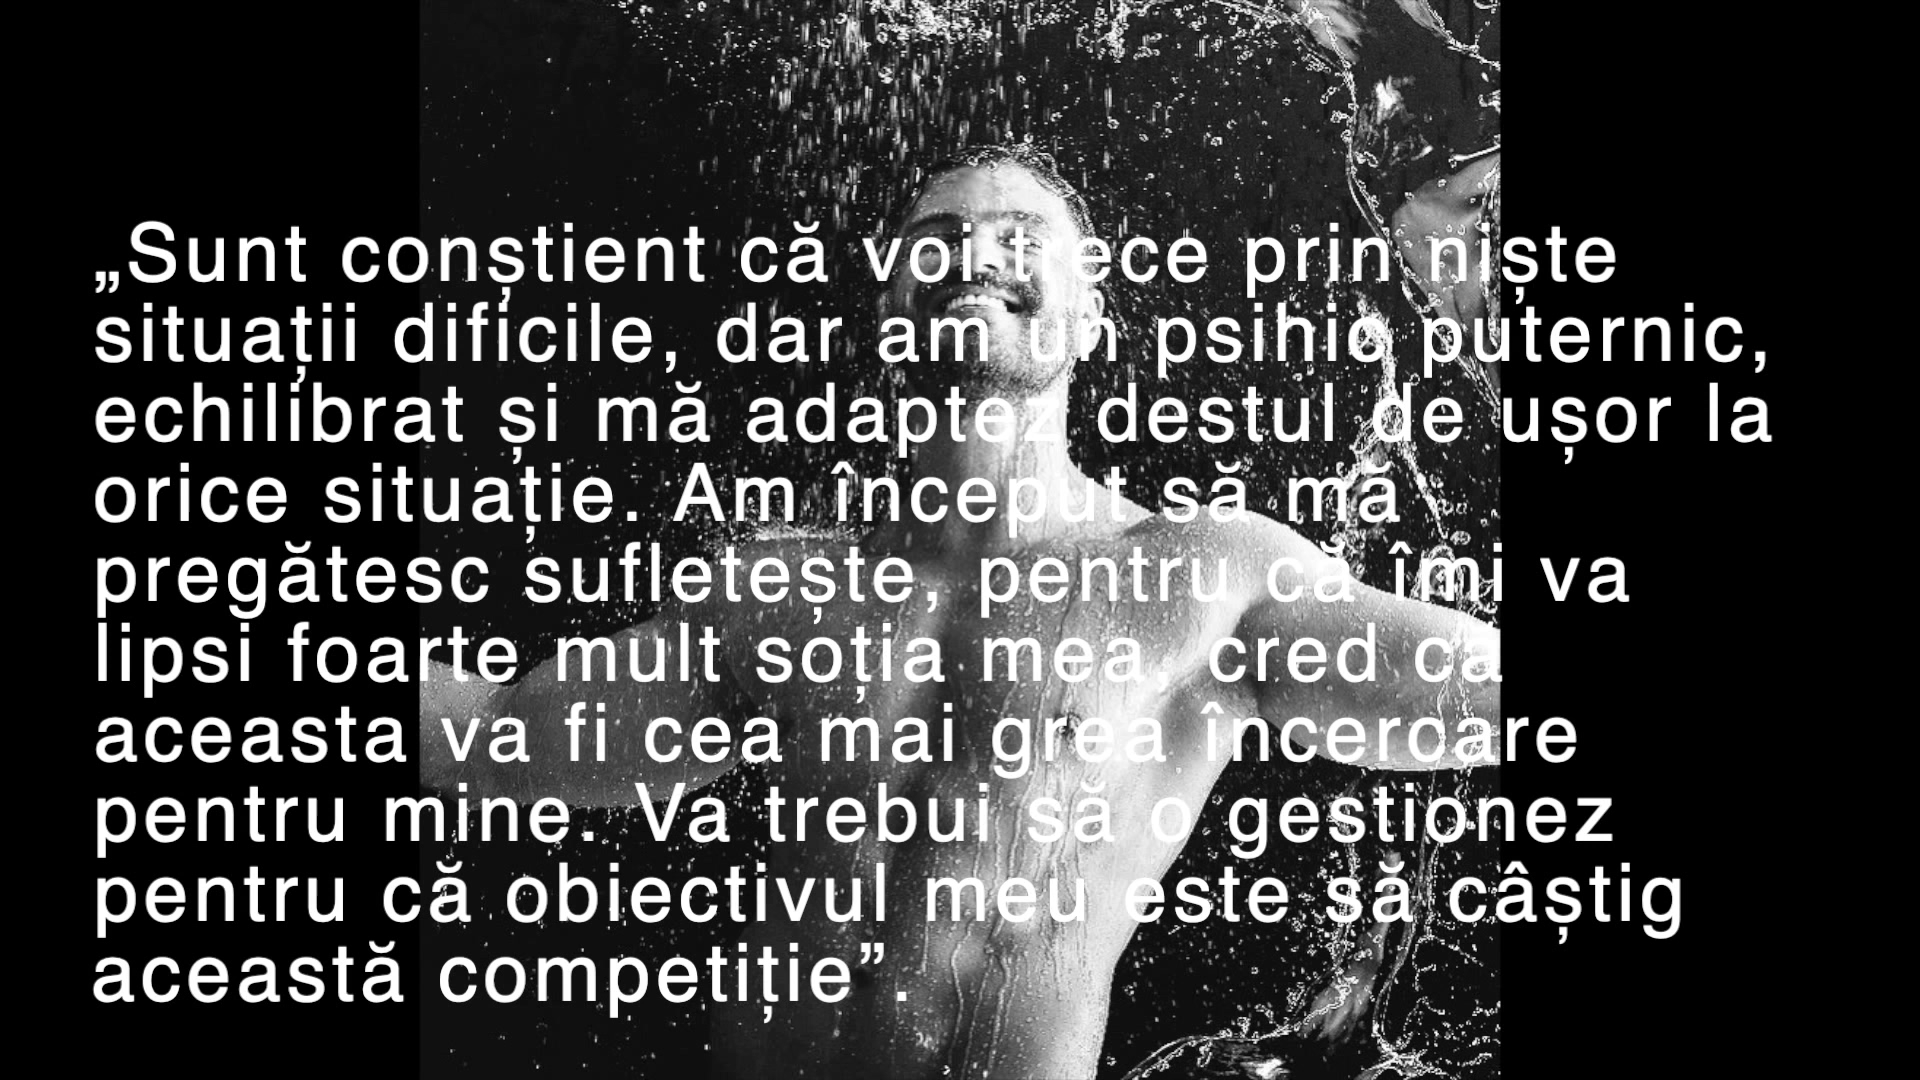 „Sunt conștient că voi trece prin niște
situații dificile, dar am un psihic puternic,
echilibrat și mă adaptez destul de ușor la
orice situație. Am început să mă
pregătesc sufletește, pentru că îmi va
lipsi foarte mult soția mea, cred ca
aceasta va fi cea mai grea încercare
pentru mine. Va trebui să o gestionez
pentru că obiectivul meu este să câștig
această competiție” .